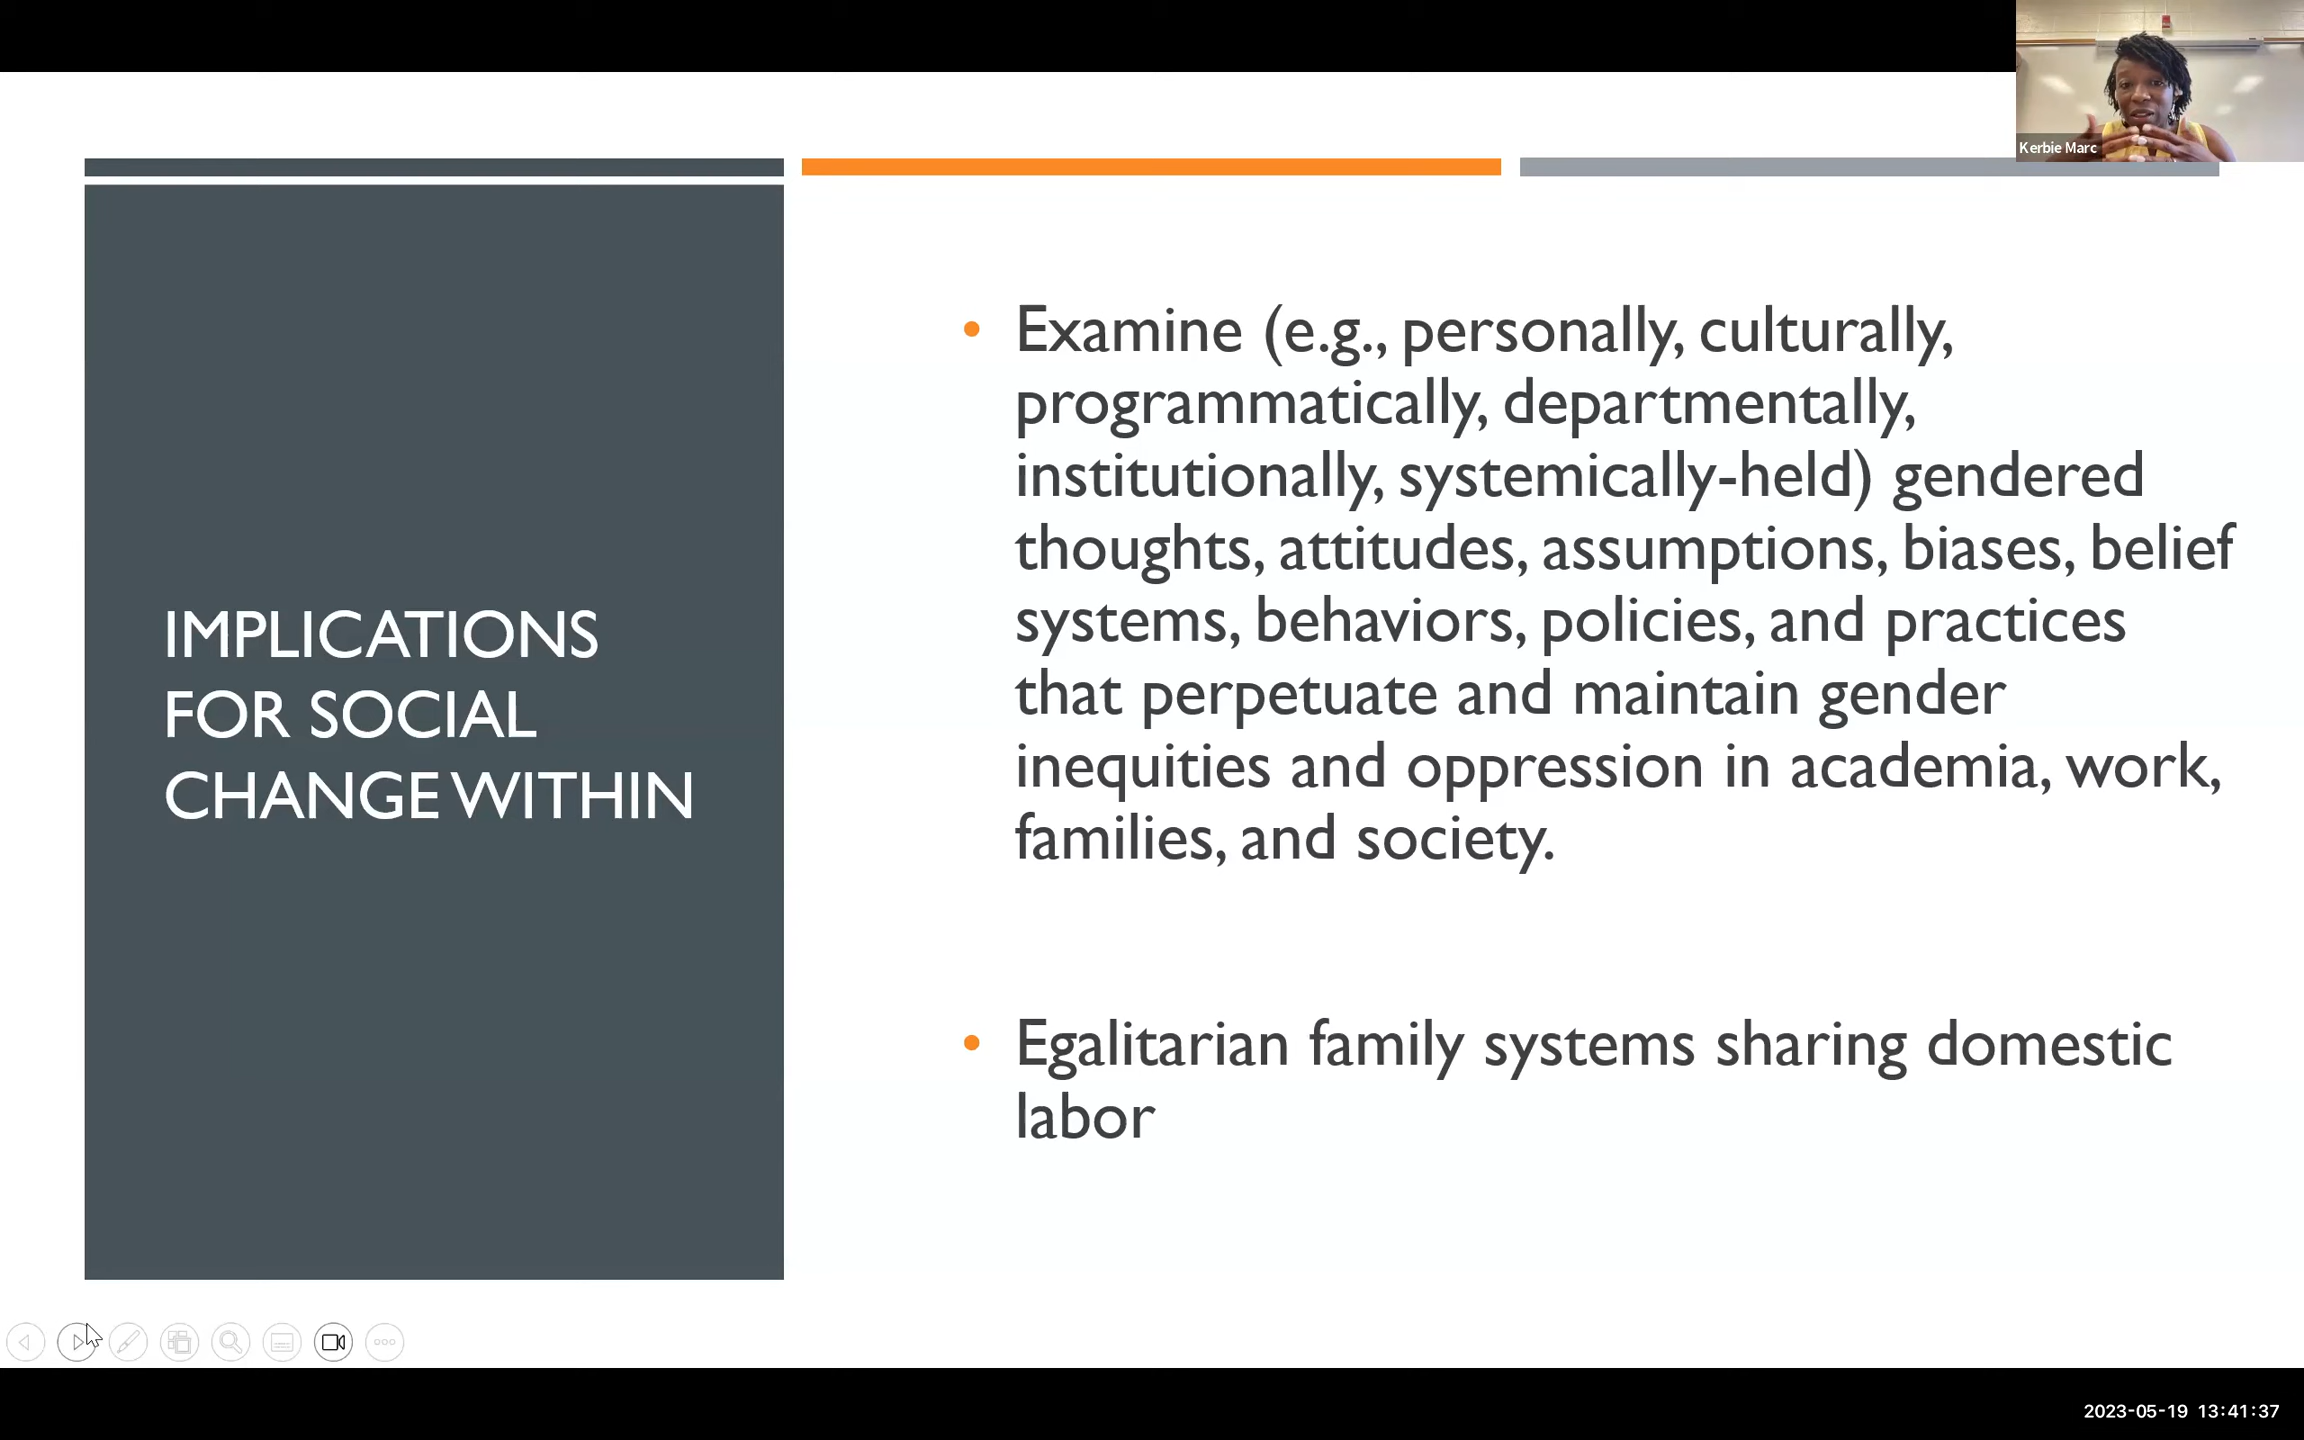 Kerbie Marc
IMPLICATIONS
FOR SOCIAL
CHANGE WITHIN
• Examine (e.g., personally, culturally,
programmatically, departmentally,
institutionally, systemically-held) gendered
thoughts, attitudes, assumptions, biases, belief
systems, behaviors, policies, and practices
that perpetuate and maintain gender
inequities and oppression in academia, work,
families, and society.
• Egalitarian family systems sharing domestic
labor
2023-05-19 13:41:37